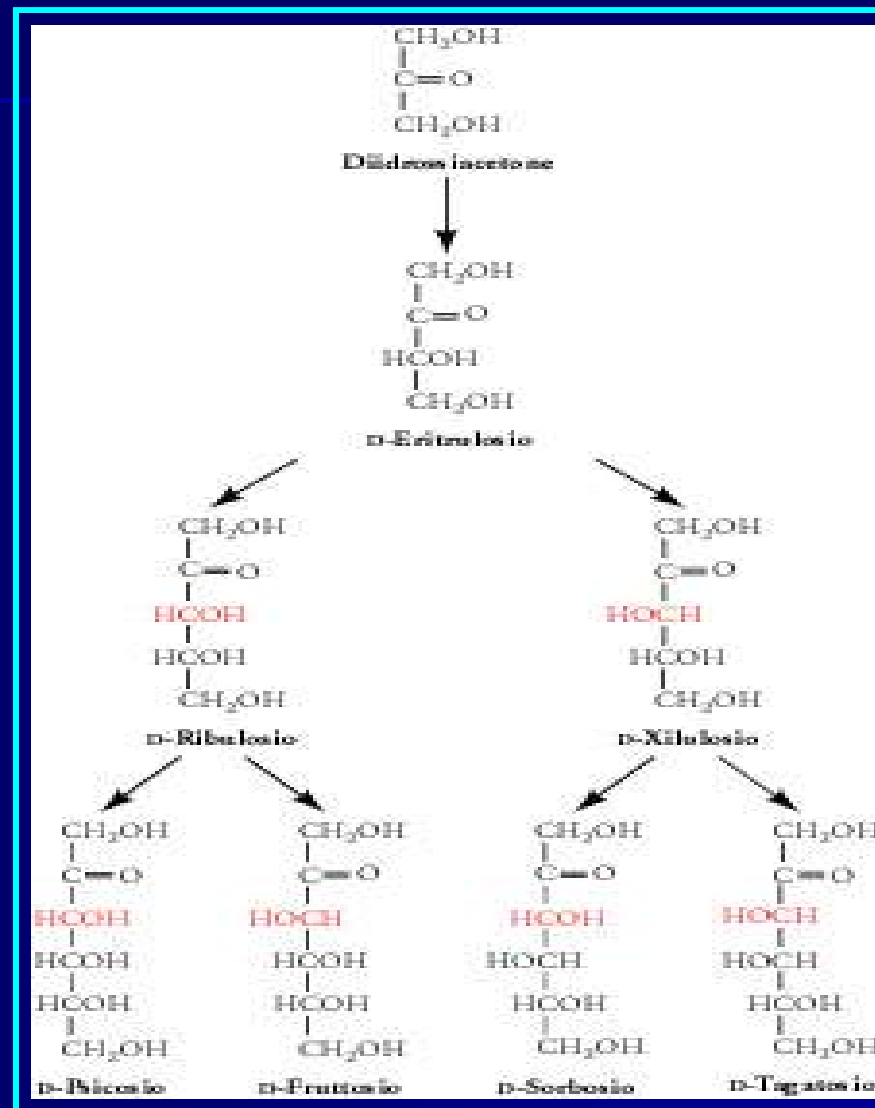 CH₂OH
C=O
CH₂OH
Diidrossiacetone
CH₂OH
C=O
HCOH
CH₂OH
D-Eritrulosio
CH₂OH CH₂OH
C=O C=O
HCOH HOCH
HCOH HCOH
CH₂OH CH₂OH
D-Ribulosio D-Xilulosio
CH₂OH CH₂OH CH₂OH CH₂OH
C=O C=O C=O C=O
HCOH HOCH HCOH HOCH
HCOH HCOH HOCH HOCH
HCOH HCOH HCOH HCOH
CH₂OH CH₂OH CH₂OH CH₂OH
D-Psicosio D-Fruttosio D-Sorbosio D-Tagatosio